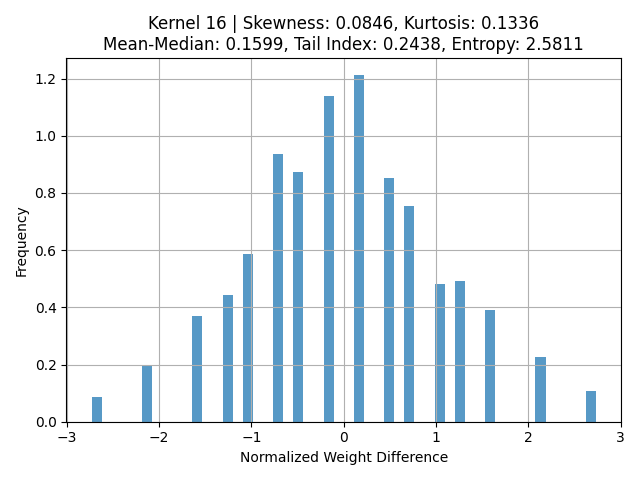 Kernel 16 | Skewness: 0.0846, Kurtosis: 0.1336
Mean-Median: 0.1599, Tail Index: 0.2438, Entropy: 2.5811
1.2
1.0
0.8
0.6
0.4
0.2
0.0
Frequency
−3 −2 −1 0 1 2 3
Normalized Weight Difference